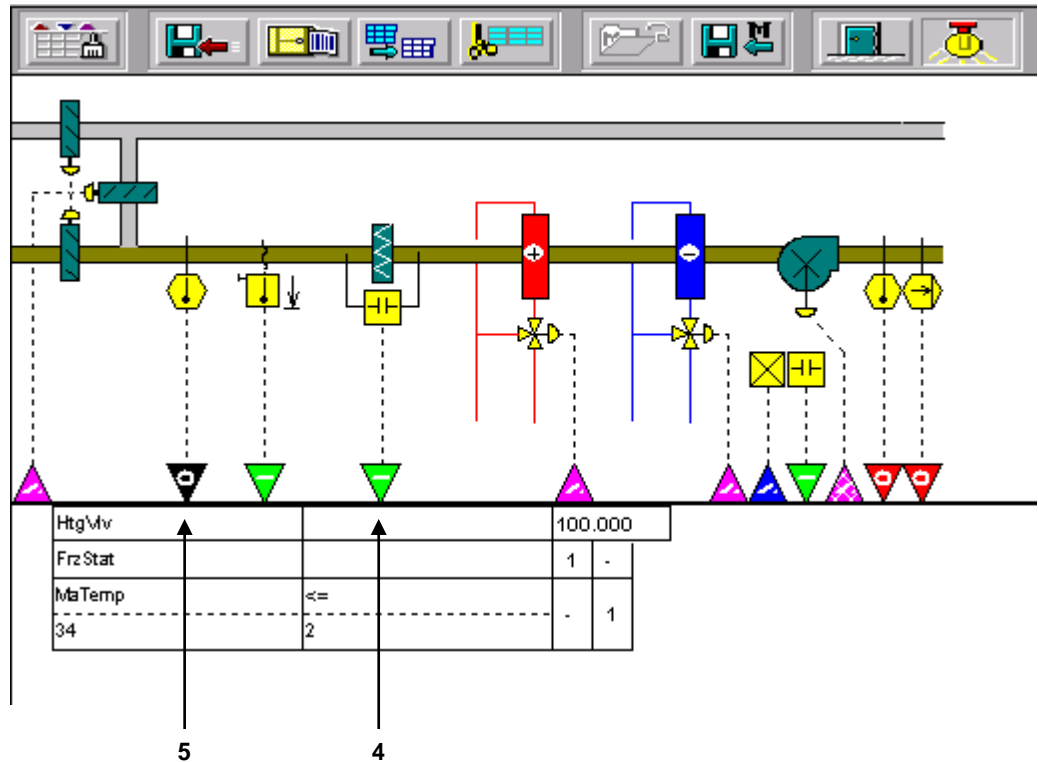 M
M
HtgVlv 100.000
FrzStat 1 -
MaTemp <= - 1
34 2
5 4